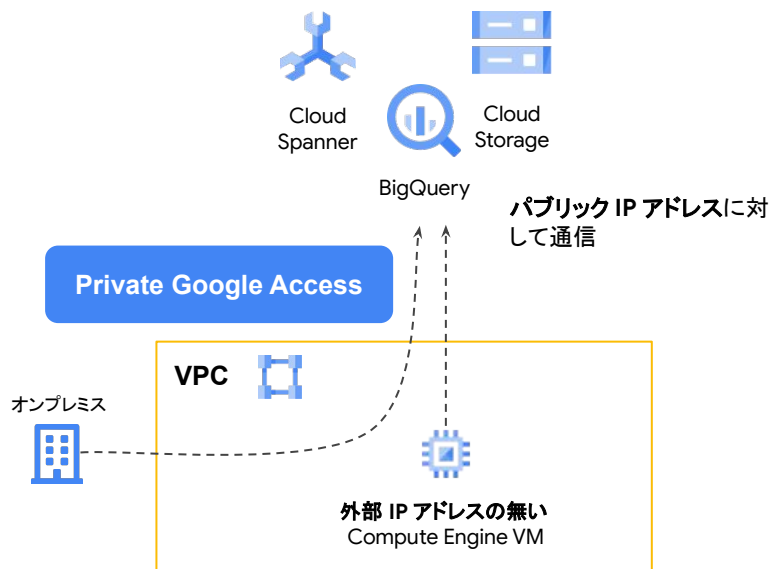 Cloud
Spanner
Cloud
Storage
BigQuery
パブリック IP アドレスに対
して通信
Private Google Access
VPC
オンプレミス
外部 IP アドレスの無い
Compute Engine VM